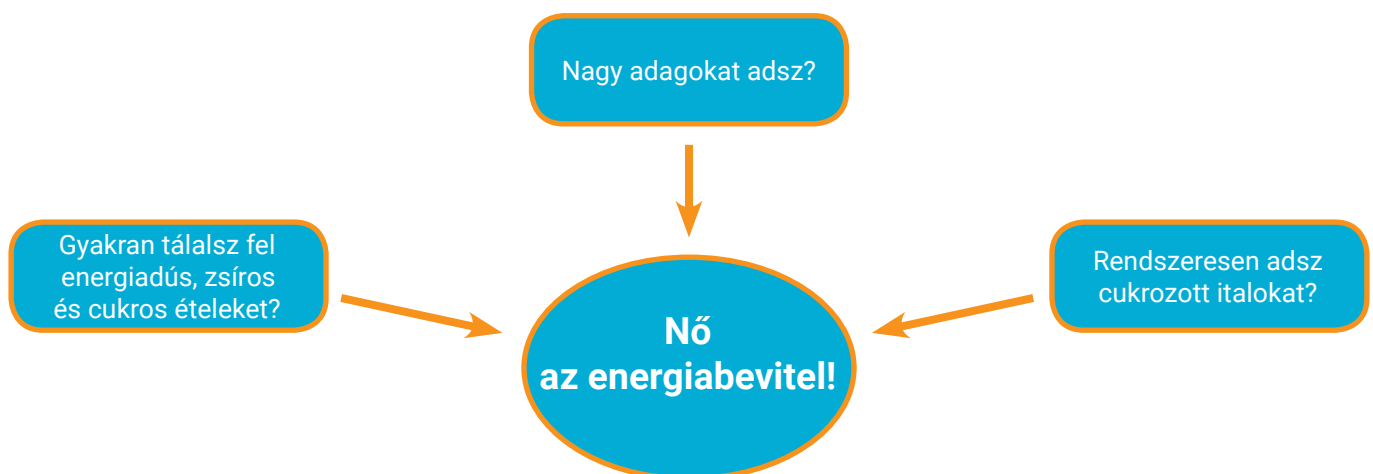 Nagy adagokat adsz?
Gyakran tálalsz fel
energiadús, zsíros
és cukros ételeket?
Rendszeresen adsz
cukrozott italokat?
Nő
az energiabevitel!